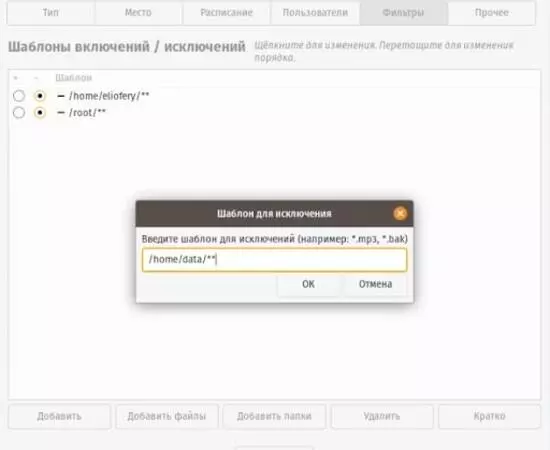 Тип Место Расписание Пользователи Фильтры Прочее
Шаблоны включений / исключений Щёлкните для изменения. Перетащите для изменения
порядка.
+ - Шаблон
− /home/eliofery/**
− /root/**
Шаблон для исключения
Введите шаблон для исключений (например: *.mp3, *.bak)
/home/data/**
ОК Отмена
Добавить Добавить файлы Добавить папки Удалить Кратко